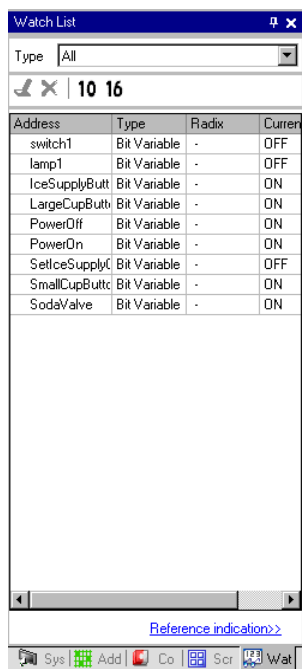 Watch List
Type All
10 16
Address Type Radix Curren
switch1 Bit Variable - OFF
lamp1 Bit Variable - OFF
IceSupplyButt Bit Variable - ON
LargeCupButt Bit Variable - ON
PowerOff Bit Variable - ON
PowerOn Bit Variable - ON
SetIceSupply Bit Variable - OFF
SmallCupButto Bit Variable - ON
SodaValve Bit Variable - ON
Reference indication>>
Sys Add Co Scr 123 Wat